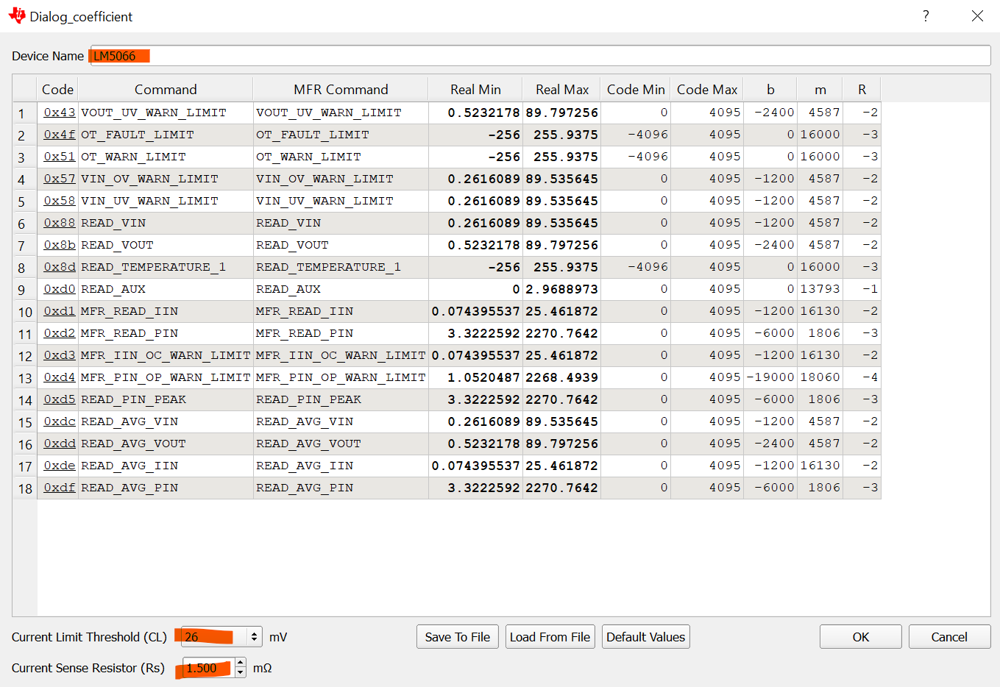 Dialog_coefficient ?
Device Name LM5066
Code Command MFR Command Real Min Real Max Code Min Code Max b m R
1 0x43 VOUT_UV_WARN_LIMIT VOUT_UV_WARN_LIMIT 0.5232178 89.797256 0 4095 -2400 4587 -2
2 0x4f OT_FAULT_LIMIT OT_FAULT_LIMIT -256 255.9375 -4096 4095 0 16000 -3
3 0x51 OT_WARN_LIMIT OT_WARN_LIMIT -256 255.9375 -4096 4095 0 16000 -3
4 0x57 VIN_OV_WARN_LIMIT VIN_OV_WARN_LIMIT 0.2616089 89.535645 0 4095 -1200 4587 -2
5 0x58 VIN_UV_WARN_LIMIT VIN_UV_WARN_LIMIT 0.2616089 89.535645 0 4095 -1200 4587 -2
6 0x88 READ_VIN READ_VIN 0.2616089 89.535645 0 4095 -1200 4587 -2
7 0x8b READ_VOUT READ_VOUT 0.5232178 89.797256 0 4095 -2400 4587 -2
8 0x8d READ_TEMPERATURE_1 READ_TEMPERATURE_1 -256 255.9375 -4096 4095 0 16000 -3
9 0xd0 READ_AUX READ_AUX 0 2.9688973 0 4095 0 13793 -1
10 0xd1 MFR_READ_IIN MFR_READ_IIN 0.074395537 25.461872 0 4095 -1200 16130 -2
11 0xd2 MFR_READ_PIN MFR_READ_PIN 3.3222592 2270.7642 0 4095 -6000 1806 -3
12 0xd3 MFR_IIN_OC_WARN_LIMIT MFR_IIN_OC_WARN_LIMIT 0.074395537 25.461872 0 4095 -1200 16130 -2
13 0xd4 MFR_PIN_OP_WARN_LIMIT MFR_PIN_OP_WARN_LIMIT 1.0520487 2268.4939 0 4095 -19000 18060 -4
14 0xd5 READ_PIN_PEAK READ_PIN_PEAK 3.3222592 2270.7642 0 4095 -6000 1806 -3
15 0xdc READ_AVG_VIN READ_AVG_VIN 0.2616089 89.535645 0 4095 -1200 4587 -2
16 0xdd READ_AVG_VOUT READ_AVG_VOUT 0.5232178 89.797256 0 4095 -2400 4587 -2
17 0xde READ_AVG_IIN READ_AVG_IIN 0.074395537 25.461872 0 4095 -1200 16130 -2
18 0xdf READ_AVG_PIN READ_AVG_PIN 3.3222592 2270.7642 0 4095 -6000 1806 -3
Current Limit Threshold (CL) 26 mV Save To File Load From File Default Values OK Cancel
Current Sense Resistor (Rs) 1.500 mΩ